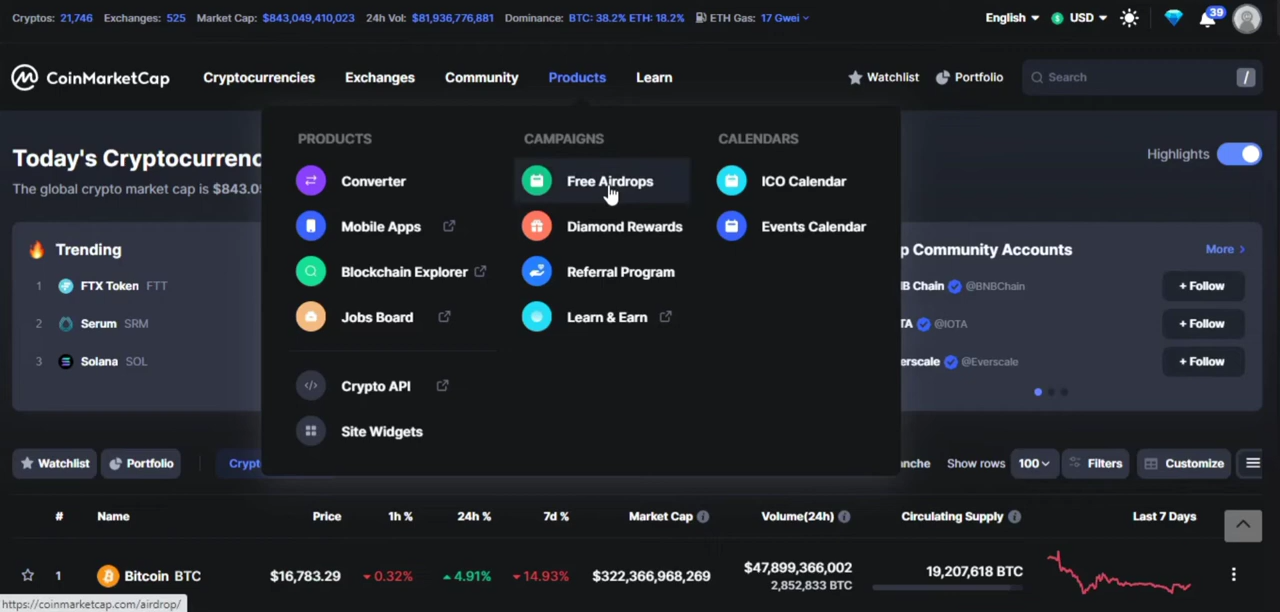 Cryptos: 21,746 Exchanges: 525 Market Cap: $843,049,410,023 24h Vol: $81,936,776,881 Dominance: BTC: 38.2% ETH: 18.2% ETH Gas: 17 Gwei English USD 39
CoinMarketCap Cryptocurrencies Exchanges Community Products Learn Watchlist Portfolio Search /
PRODUCTS
Converter
Mobile Apps
Blockchain Explorer
Jobs Board
Crypto API
Site Widgets
CAMPAIGNS
Free Airdrops
Diamond Rewards
Referral Program
Learn & Earn
CALENDARS
ICO Calendar
Events Calendar
Today's
The global crypto market cap is
Highlights
Trending
1 FTX Token FTT
2 Serum SRM
3 Solana SOL
Community Accounts More
Chain @BNBChain + Follow
@IOTA + Follow
@Everscale + Follow
Watchlist Portfolio Show rows 100 Filters Customize
# Name Price 1h % 24h % 7d % Market Cap Volume(24h) Circulating Supply Last 7 Days
1 Bitcoin BTC $16,783.29 0.32% 4.91% 14.93% $322,366,968,269 $47,899,366,002 19,207,618 BTC
2,852,833 BTC
https://coinmarketcap.com/airdrop/